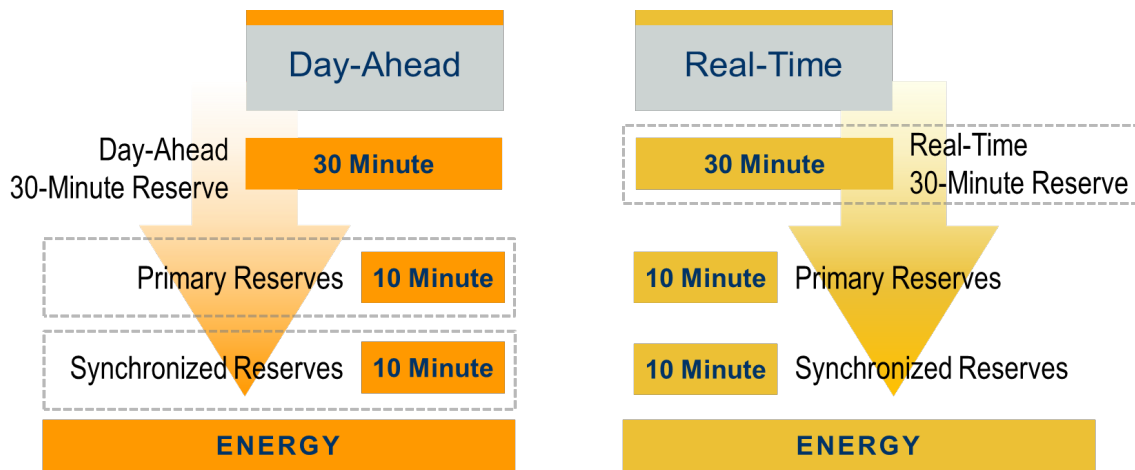 Day-Ahead
Day-Ahead
30-Minute Reserve
30 Minute
Primary Reserves
10 Minute
Synchronized Reserves
10 Minute
ENERGY
Real-Time
30 Minute
Real-Time
30-Minute Reserve
10 Minute
Primary Reserves
10 Minute
Synchronized Reserves
ENERGY